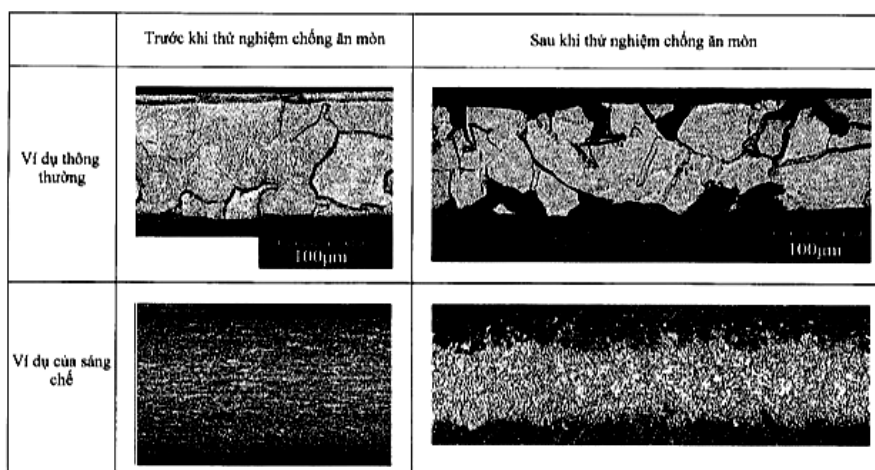 Trước khi thử nghiệm chống ăn mòn
Sau khi thử nghiệm chống ăn mòn
Ví dụ thông
thường
100μm
100μm
Ví dụ của sáng
chế